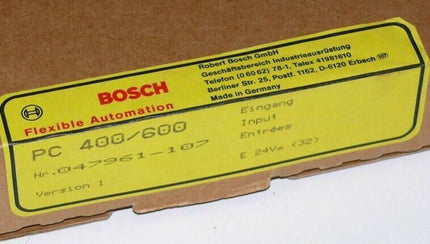 BOSCH
Flexible Automation
Robert Bosch GmbH
Geschäftsbereich Industrieausrüstung
Telefon (0 60 62) 78-1, Telex 41981610
Berliner Str. 25, Postf. 1162, D-6120 Erbach
Made in Germany
PC 400/600
Nr.047961-107
Version 1
Eingang
Input
Entrées
E 24V= (32)